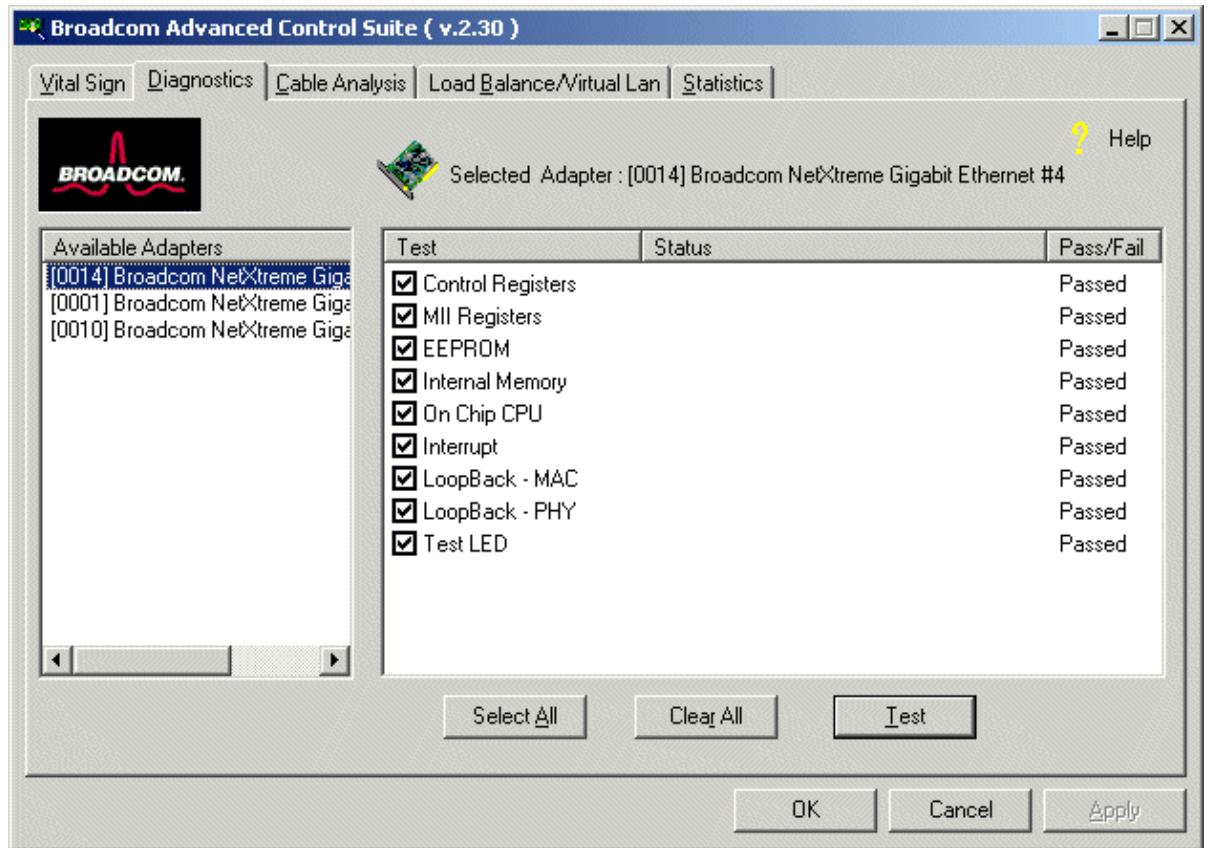 Broadcom Advanced Control Suite ( v.2.30 )
Vital Sign Diagnostics Cable Analysis Load Balance/Virtual Lan Statistics
BROADCOM.
Help
Selected Adapter : [0014] Broadcom NetXtreme Gigabit Ethernet #4
Available Adapters
[0014] Broadcom NetXtreme Giga
[0001] Broadcom NetXtreme Giga
[0010] Broadcom NetXtreme Giga
Test Status Pass/Fail
Control Registers Passed
MII Registers Passed
EEPROM Passed
Internal Memory Passed
On Chip CPU Passed
Interrupt Passed
LoopBack - MAC Passed
LoopBack - PHY Passed
Test LED Passed
Select All Clear All Test
OK Cancel Apply